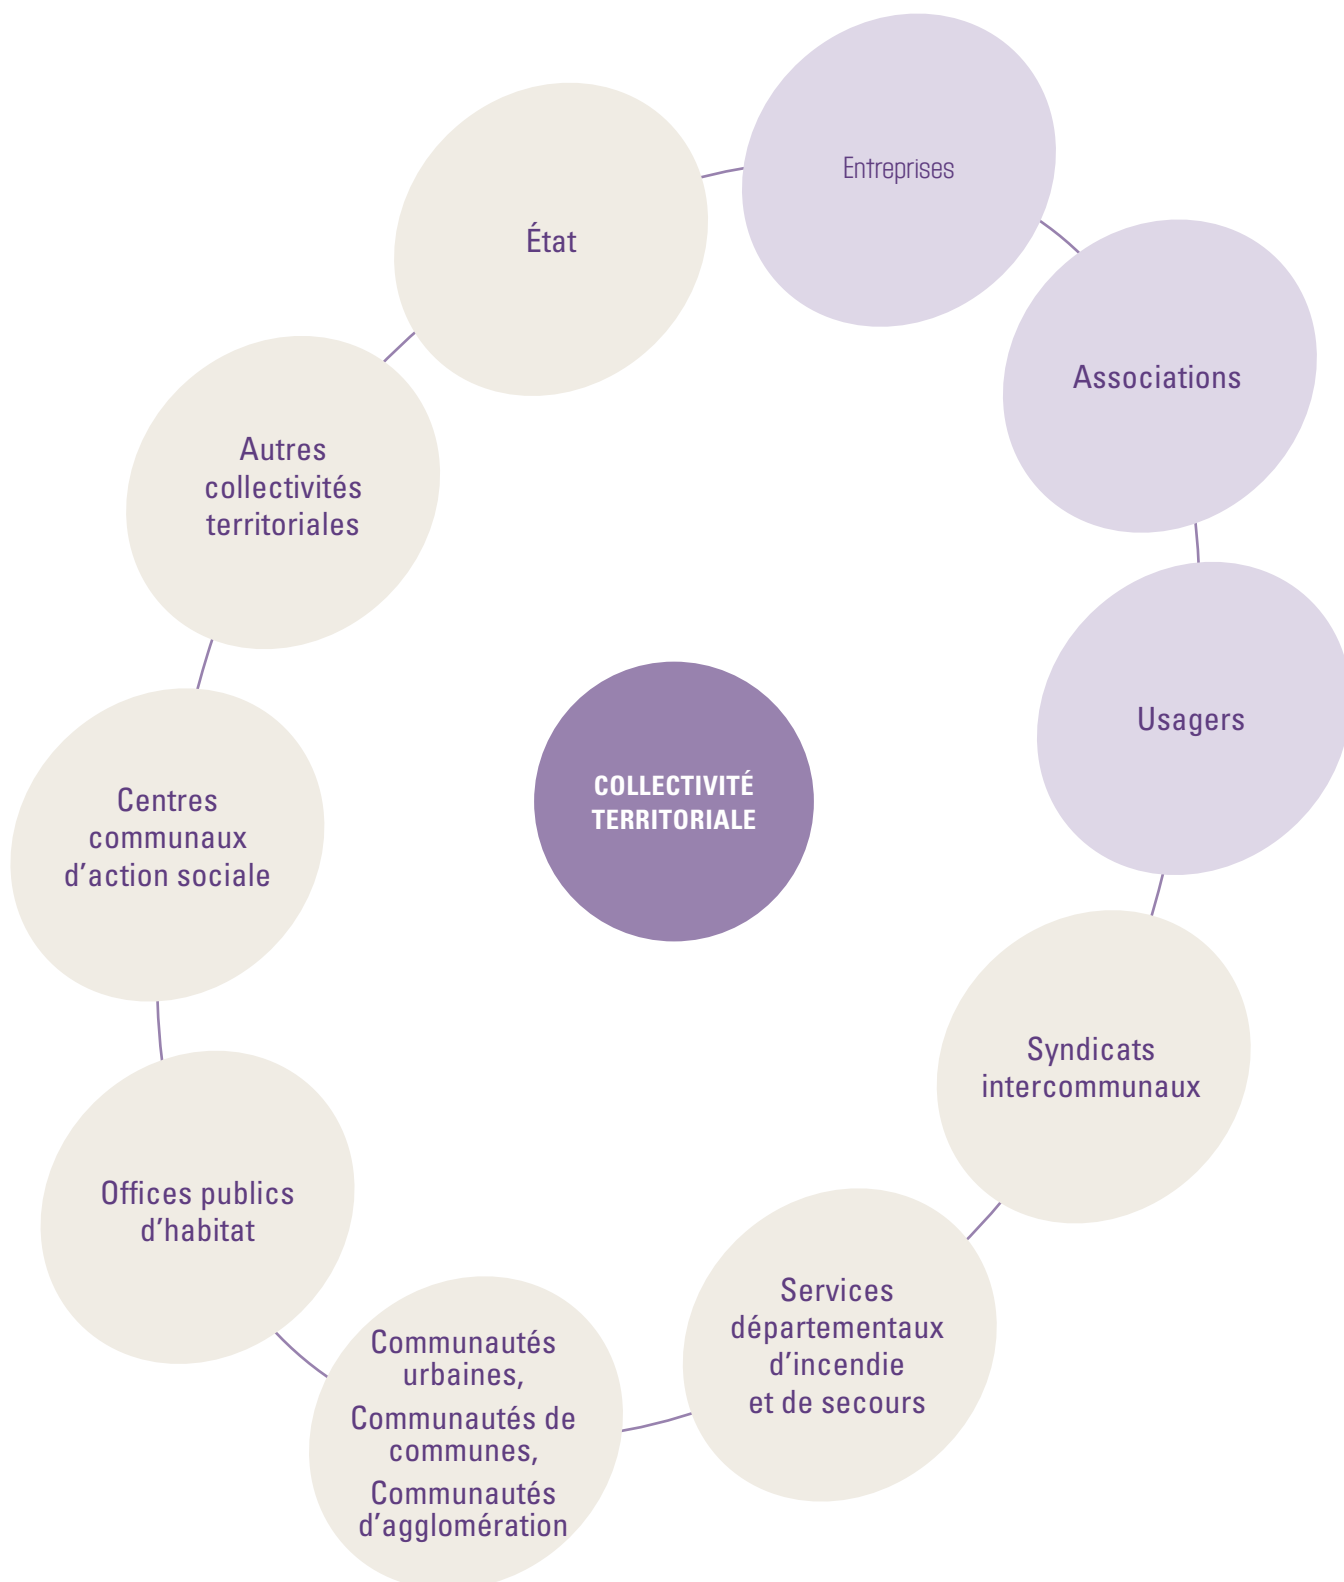 Entreprises
État
Associations
Autres
collectivités
territoriales
Usagers
COLLECTIVITÉ
TERRITORIALE
Centres
communaux
d'action sociale
Syndicats
intercommunaux
Offices publics
d'habitat
Services
départementaux
d'incendie
et de secours
Communautés
urbaines,
Communautés de
communes,
Communautés
d'agglomération